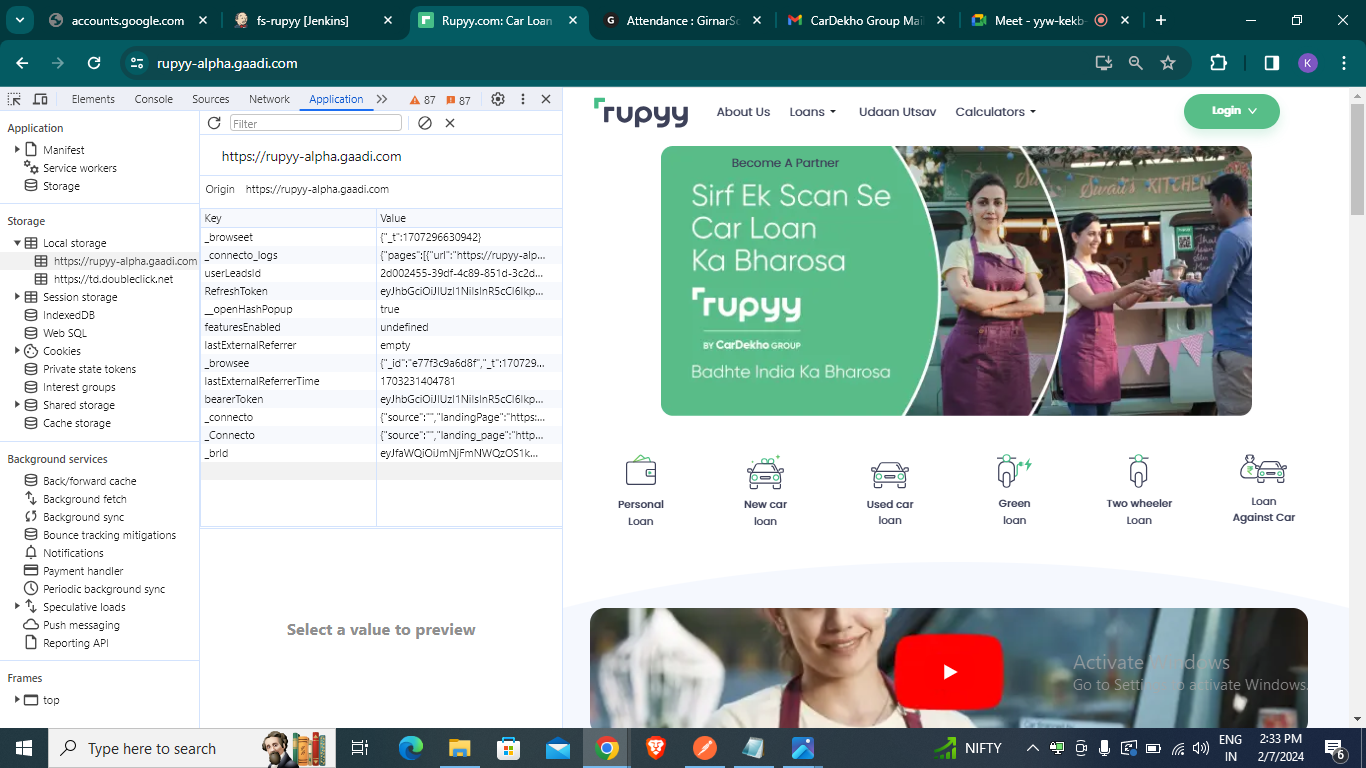 accounts.google.com
fs-rupyy [Jenkins]
Rupyy.com: Car Loan
Attendance : GirnarSo
CarDekho Group Mai
Meet - yyw-kekb-
rupyy-alpha.gaadi.com
K
Elements Console Sources Network Application 87 87
Application
Manifest
Service workers
Storage
Storage
Local storage
https://rupyy-alpha.gaadi.com
https://td.doubleclick.net
Session storage
IndexedDB
Web SQL
Cookies
Private state tokens
Interest groups
Shared storage
Cache storage
Background services
Back/forward cache
Background fetch
Background sync
Bounce tracking mitigations
Notifications
Payment handler
Periodic background sync
Speculative loads
Push messaging
Reporting API
Frames
top
Filter
https://rupyy-alpha.gaadi.com
Origin https://rupyy-alpha.gaadi.com
Key Value
_browseet {"_t":1707296630942}
_connecto_logs {"pages":[{"url":"https://rupyy-alp...
userLeadsId 2d002455-39df-4c89-851d-3c2d...
RefreshToken eyJhbGciOiJIUzI1NiIsInR5cCI6Ikp...
__openHashPopup true
featuresEnabled undefined
lastExternalReferrer empty
_browsee {"_id":"e77f3c9a6d8f","_t":170729...
lastExternalReferrerTime 1703231404781
bearerToken eyJhbGciOiJIUzI1NiIsInR5cCI6Ikp...
_connecto {"source":"","landingPage":"https:...
_Connecto {"source":"","landing_page":"http...
_brId eyJfaWQiOiJmNjFmNWQzOS1k...
Select a value to preview
rupyy About Us Loans Udaan Utsav Calculators Login
Become A Partner
Sirf Ek Scan Se
Car Loan
Ka Bharosa
rupyy
BY CarDekho GROUP
Badhte India Ka Bharosa
Swati's KITCHEN
Personal
Loan
New car
loan
Used car
loan
Green
loan
Two wheeler
Loan
Loan
Against Car
Activate Windows
Go to Settings to activate Windows.
Type here to search
NIFTY
ENG
IN
2:33 PM
2/7/2024
6